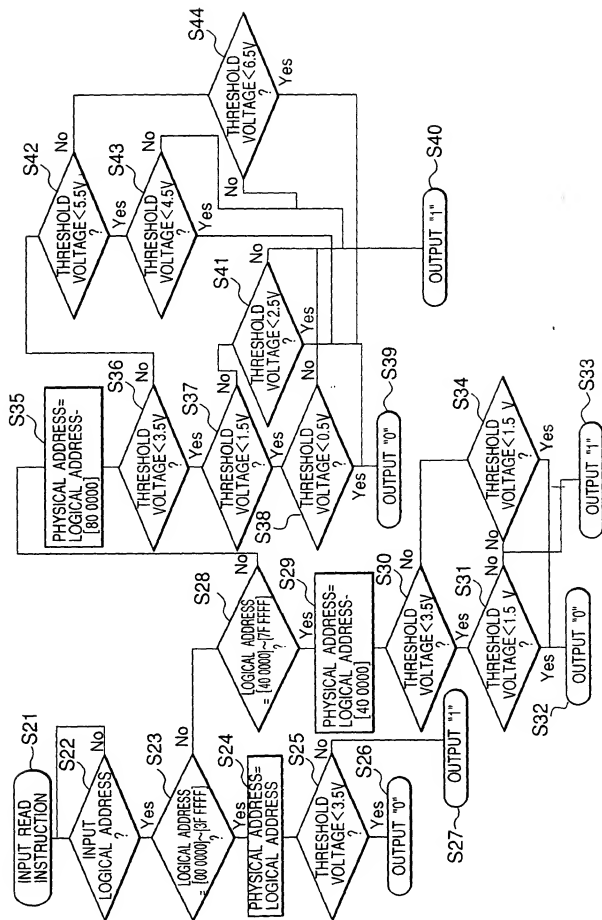 S21
INPUT READ
INSTRUCTION
S22
INPUT
LOGICAL ADDRESS
?
No
Yes
S23
LOGICAL ADDRESS
= [00 0000]~[3F FFFF]
?
No
Yes
S24
PHYSICAL ADDRESS=
LOGICAL ADDRESS
S25
THRESHOLD
VOLTAGE<3.5V
?
No
Yes
S26
OUTPUT "0"
S27
OUTPUT "1"
S28
LOGICAL ADDRESS
= [40 0000]~[7F FFFF]
?
No
Yes
S29
PHYSICAL ADDRESS=
LOGICAL ADDRESS-
[40 0000]
S30
THRESHOLD
VOLTAGE<3.5V
?
No
Yes
S31
THRESHOLD
VOLTAGE<1.5 V
?
No
Yes
S32
OUTPUT "0"
S34
THRESHOLD
VOLTAGE<1.5 V
?
No
Yes
S33
OUTPUT "1"
S35
PHYSICAL ADDRESS=
LOGICAL ADDRESS-
[80 0000]
S36
THRESHOLD
VOLTAGE<3.5V
?
No
Yes
S37
THRESHOLD
VOLTAGE<1.5V
?
No
Yes
S38
THRESHOLD
VOLTAGE<0.5V
?
No
Yes
S39
OUTPUT "0"
S41
THRESHOLD
VOLTAGE<2.5V
?
No
Yes
S40
OUTPUT "1"
S42
THRESHOLD
VOLTAGE<5.5V
?
No
Yes
S43
THRESHOLD
VOLTAGE<4.5V
?
No
Yes
S44
THRESHOLD
VOLTAGE<6.5V
?
No
Yes